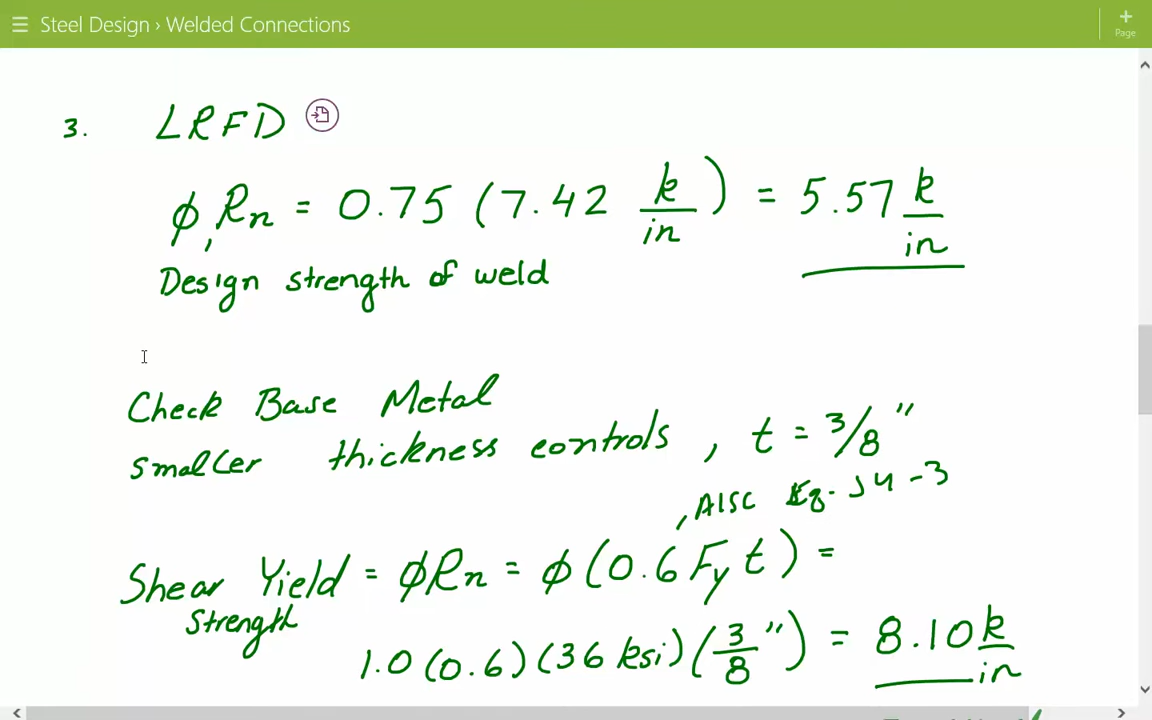 Steel Design › Welded Connections
Page
3. LRFD
ϕ, Rn = 0.75 (7.42 k/in) = 5.57 k/in
Design strength of weld
Check Base Metal
smaller thickness controls, t = 3/8"
, AISC Eq. J4-3
Shear Yield = ϕRn = ϕ(0.6 Fy t) =
Strength
1.0 (0.6) (36 ksi) (3/8") = 8.10 k/in